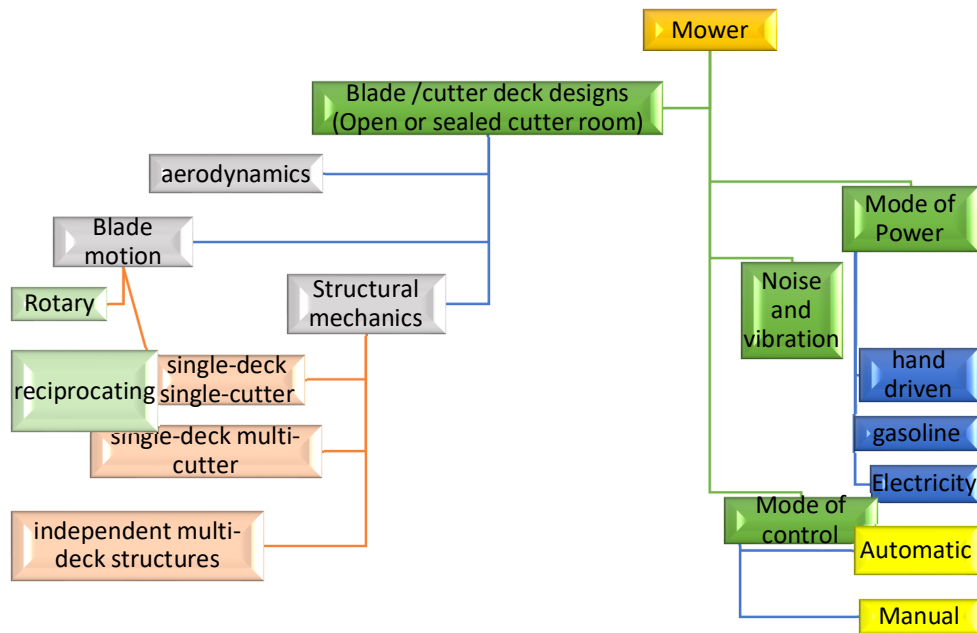 Mower
Blade /cutter deck designs
(Open or sealed cutter room)
aerodynamics
Blade
motion
Rotary
reciprocating
Structural
mechanics
single-deck
single-cutter
single-deck multi-
cutter
independent multi-
deck structures
Mode of
Power
hand
driven
gasoline
Electricity
Noise
and
vibration
Mode of
control
Automatic
Manual